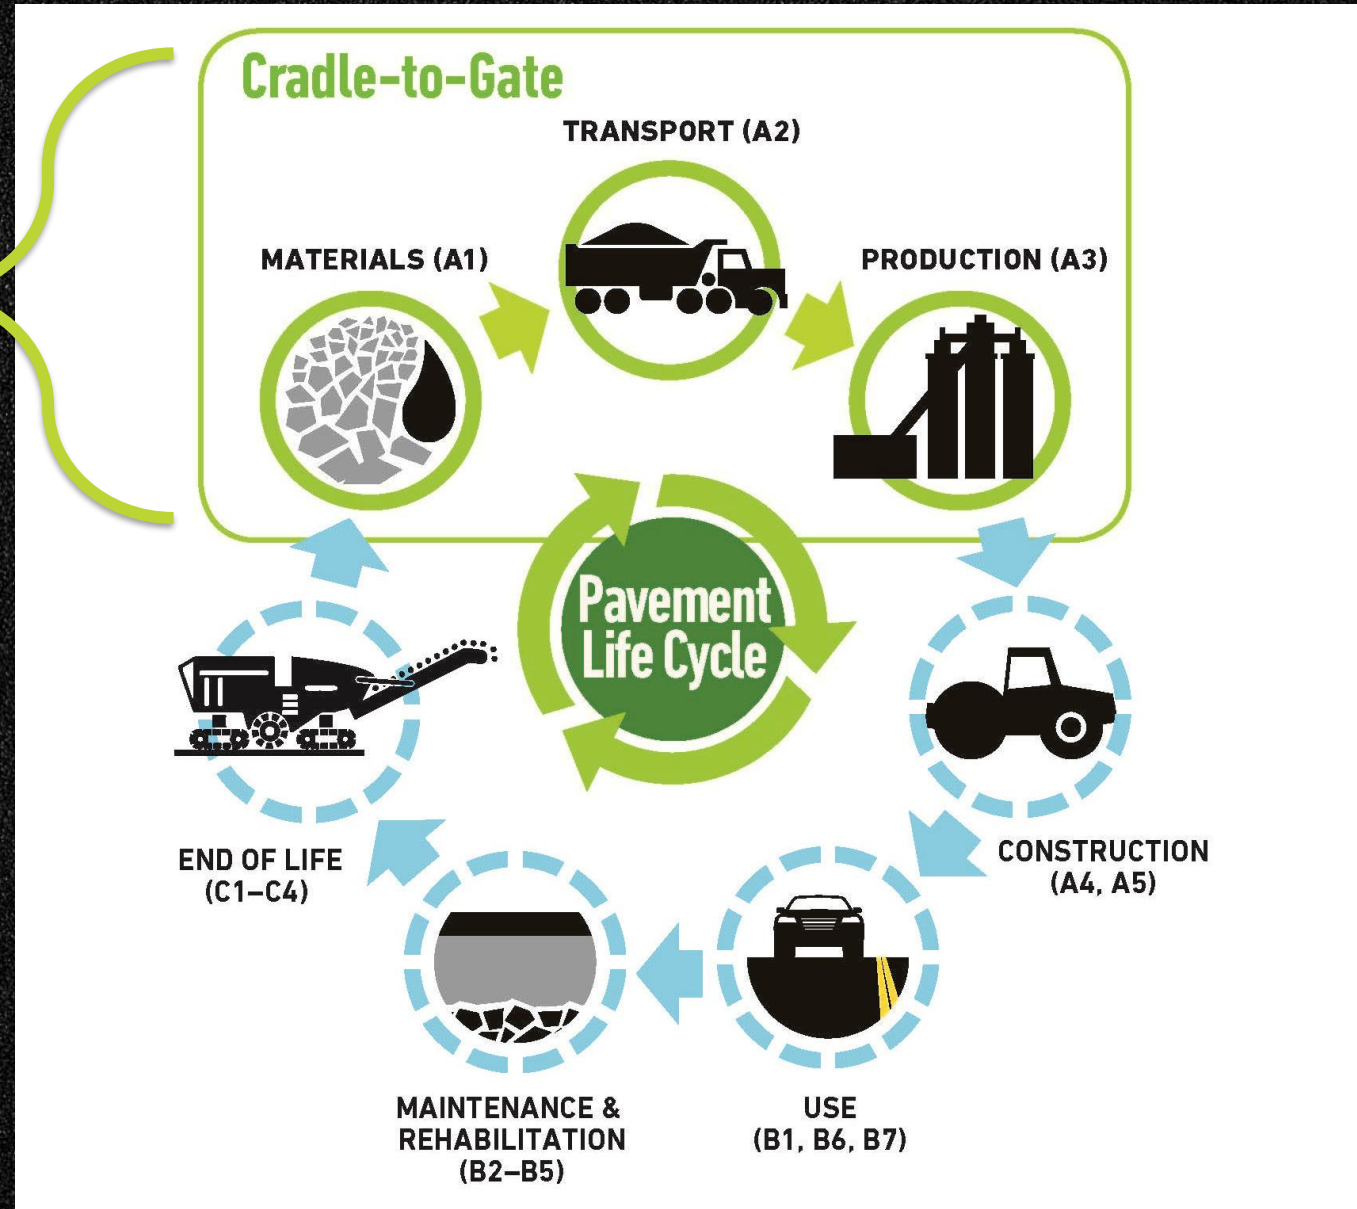 Cradle-to-Gate
TRANSPORT (A2)
MATERIALS (A1)
PRODUCTION (A3)
Pavement
Life Cycle
CONSTRUCTION
(A4, A5)
USE
(B1, B6, B7)
MAINTENANCE &
REHABILITATION
(B2–B5)
END OF LIFE
(C1–C4)